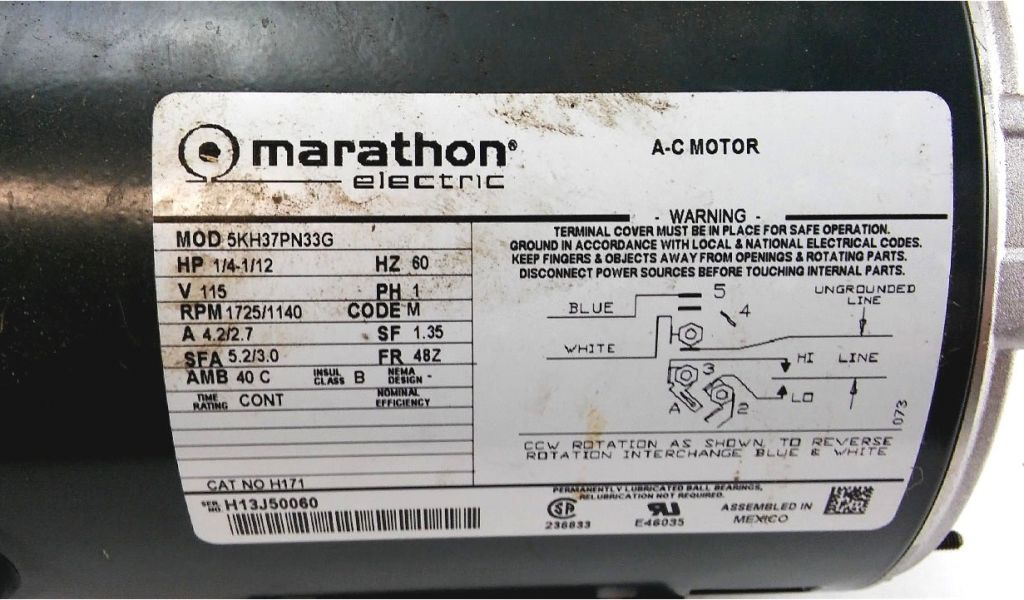 marathon®
electric
A-C MOTOR
- WARNING -
TERMINAL COVER MUST BE IN PLACE FOR SAFE OPERATION.
GROUND IN ACCORDANCE WITH LOCAL & NATIONAL ELECTRICAL CODES.
KEEP FINGERS & OBJECTS AWAY FROM OPENINGS & ROTATING PARTS.
DISCONNECT POWER SOURCES BEFORE TOUCHING INTERNAL PARTS.
MOD 5KH37PN33G
HP 1/4-1/12 HZ 60
V 115 PH 1
RPM 1725/1140 CODE M
A 4.2/2.7 SF 1.35
SFA 5.2/3.0 FR 48Z
AMB 40 C INSUL CLASS B NEMA DESIGN -
TIME RATING CONT NOMINAL EFFICIENCY
CAT NO H171
SER. NO. H13J50060
BLUE
5
4
UNGROUNDED
LINE
WHITE
HI
LINE
3
LO
A
2
073
CCW ROTATION AS SHOWN, TO REVERSE
ROTATION INTERCHANGE BLUE & WHITE
PERMANENTLY LUBRICATED BALL BEARINGS,
RELUBRICATION NOT REQUIRED.
236833
E46035
ASSEMBLED IN
MEXICO